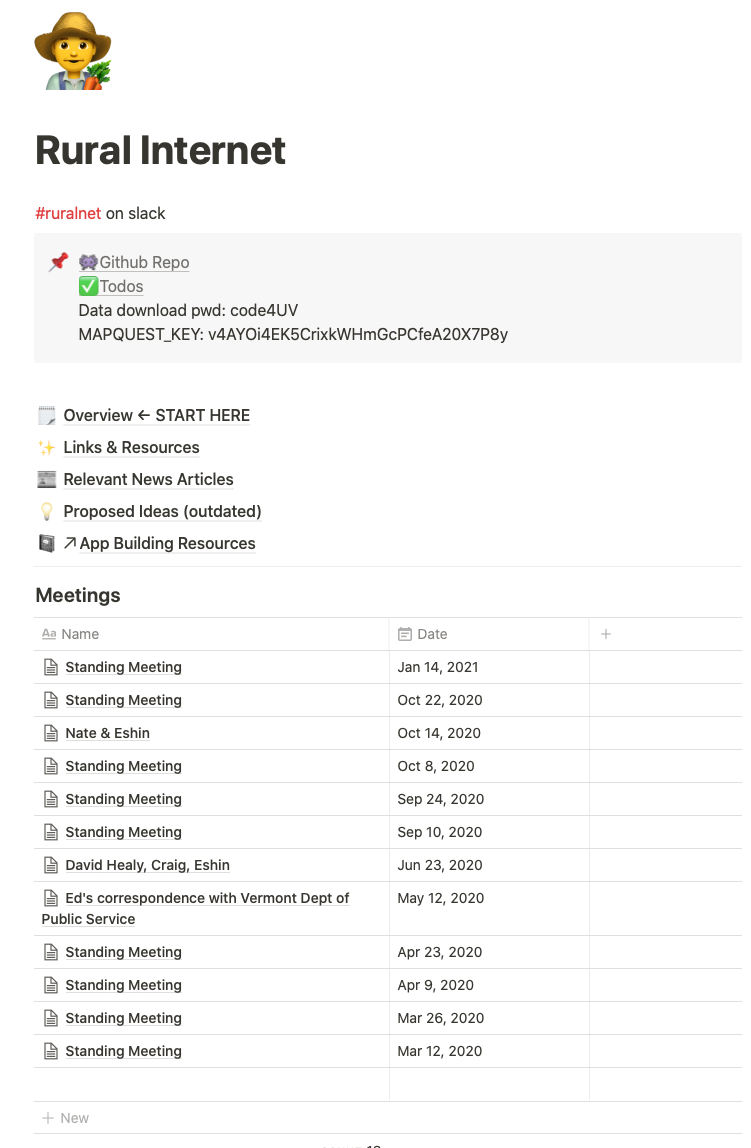 Rural Internet
#ruralnet on slack
Github Repo
Todos
Data download pwd: code4UV
MAPQUEST_KEY: v4AYOi4EK5CrixkWHmGcPCfeA20X7P8y
Overview ← START HERE
Links & Resources
Relevant News Articles
Proposed Ideas (outdated)
↗ App Building Resources
Meetings
Aa Name Date +
Standing Meeting Jan 14, 2021
Standing Meeting Oct 22, 2020
Nate & Eshin Oct 14, 2020
Standing Meeting Oct 8, 2020
Standing Meeting Sep 24, 2020
Standing Meeting Sep 10, 2020
David Healy, Craig, Eshin Jun 23, 2020
Ed's correspondence with Vermont Dept of May 12, 2020
Public Service
Standing Meeting Apr 23, 2020
Standing Meeting Apr 9, 2020
Standing Meeting Mar 26, 2020
Standing Meeting Mar 12, 2020
+ New